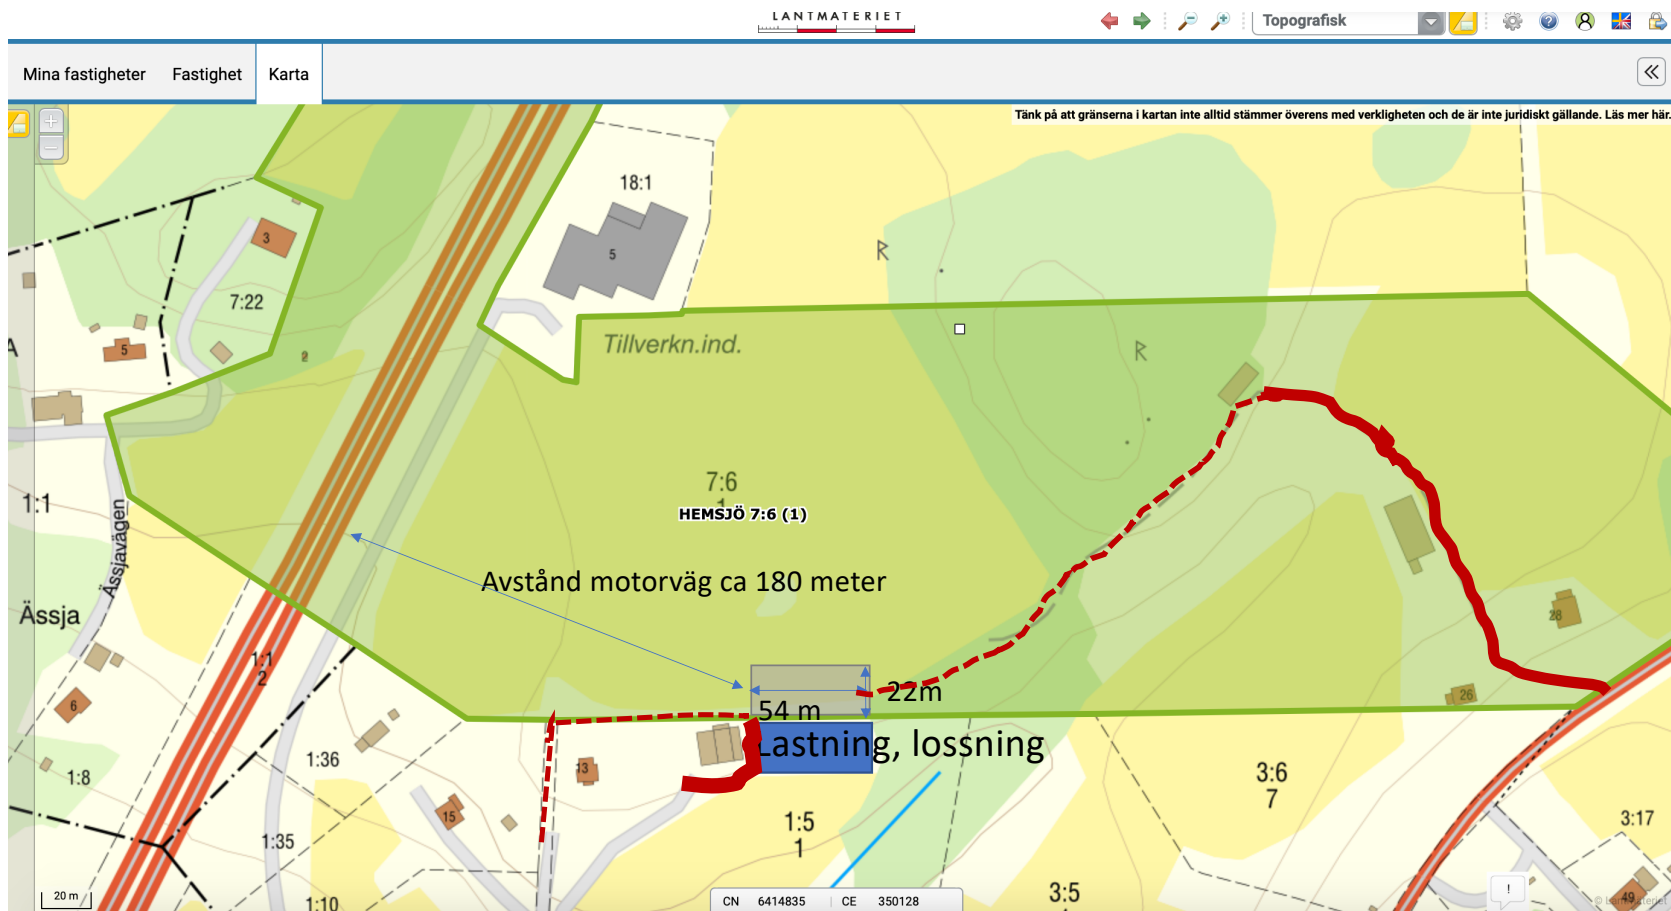 LANTMÄTERIET
Topografisk
Mina fastigheter Fastighet Karta
Tänk på att gränserna i kartan inte alltid stämmer överens med verkligheten och de är inte juridiskt gällande. Läs mer här.
18:1
3
5
R
7:22
Tillverkn.ind.
A
5
2
R
7:6
1
1:1
HEMSJÖ 7:6 (1)
Ässjavägen
Avstånd motorväg ca 180 meter
Ässja
28
1:1
2
6
22m
26
54 m
Lastning, lossning
1:36
13
1:8
3:6
7
15
1:5
1
3:17
1:35
20 m
CN 6414835 CE 350128
3:5
1:10
!
49
© Lantmäteriet